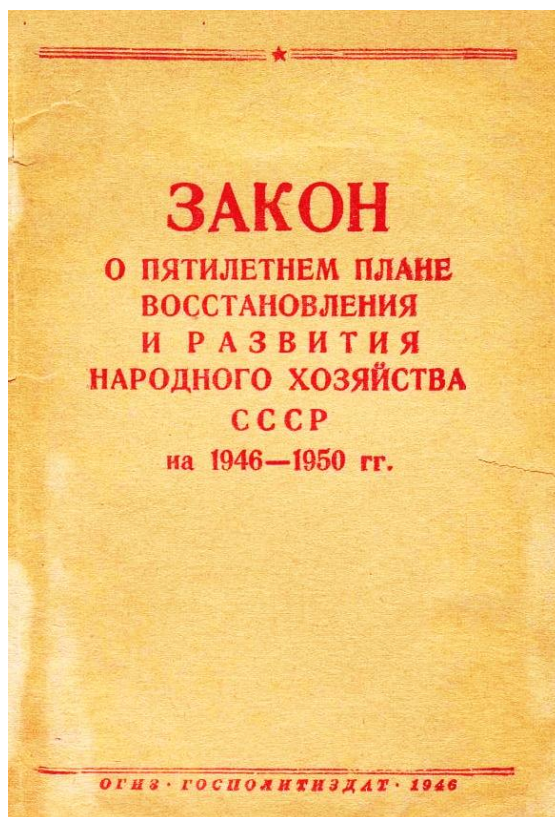 ЗАКОН
О ПЯТИЛЕТНЕМ ПЛАНЕ
ВОССТАНОВЛЕНИЯ
И РАЗВИТИЯ
НАРОДНОГО ХОЗЯЙСТВА
СССР
на 1946—1950 гг.
ОГИЗ · ГОСПОЛИТИЗДАТ · 1946